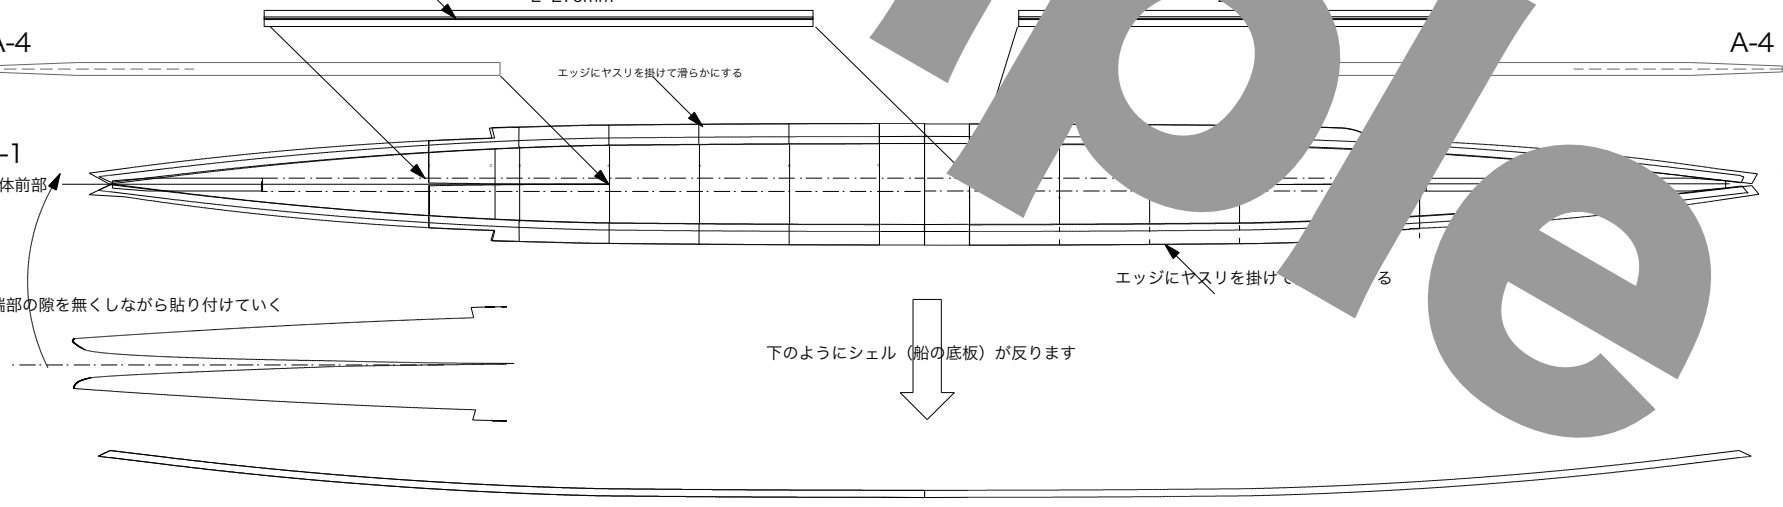 A-4
A-4
エッジにヤスリを掛けて滑らかにする
-1
体前部
エッジにヤスリを掛けて
る
端部の隙を無くしながら貼り付けていく
下のようにシェル（船の底板）が反ります
ple